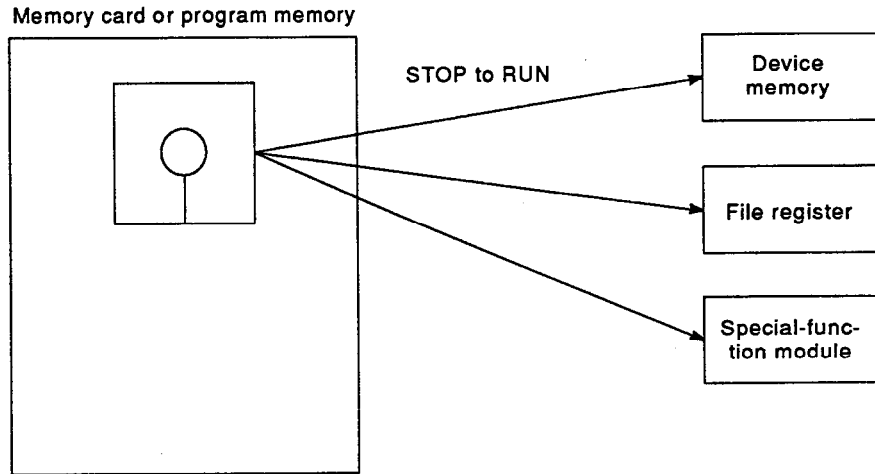 Memory card or program memory
STOP to RUN
Device
memory
File register
Special-func-
tion module